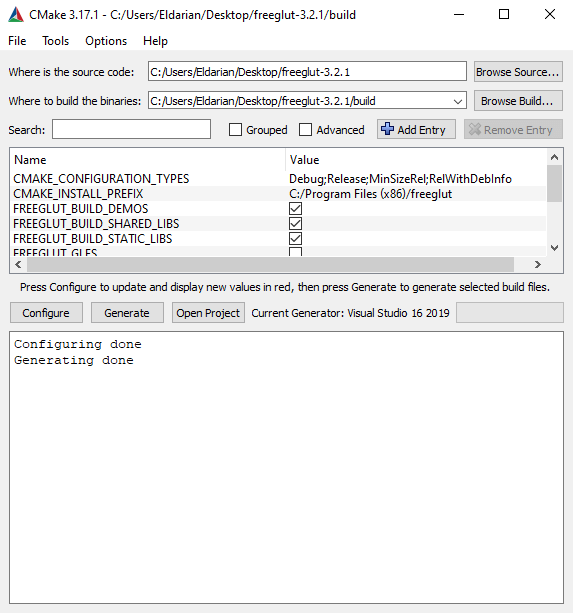 CMake 3.17.1 - C:/Users/Eldarian/Desktop/freeglut-3.2.1/build
File Tools Options Help
Where is the source code: C:/Users/Eldarian/Desktop/freeglut-3.2.1 Browse Source...
Where to build the binaries: C:/Users/Eldarian/Desktop/freeglut-3.2.1/build Browse Build...
Search: Grouped Advanced Add Entry Remove Entry
Name Value
CMAKE_CONFIGURATION_TYPES Debug;Release;MinSizeRel;RelWithDebInfo
CMAKE_INSTALL_PREFIX C:/Program Files (x86)/freeglut
FREEGLUT_BUILD_DEMOS
FREEGLUT_BUILD_SHARED_LIBS
FREEGLUT_BUILD_STATIC_LIBS
FREEGLUT_GLES
Press Configure to update and display new values in red, then press Generate to generate selected build files.
Configure Generate Open Project Current Generator: Visual Studio 16 2019
Configuring done
Generating done